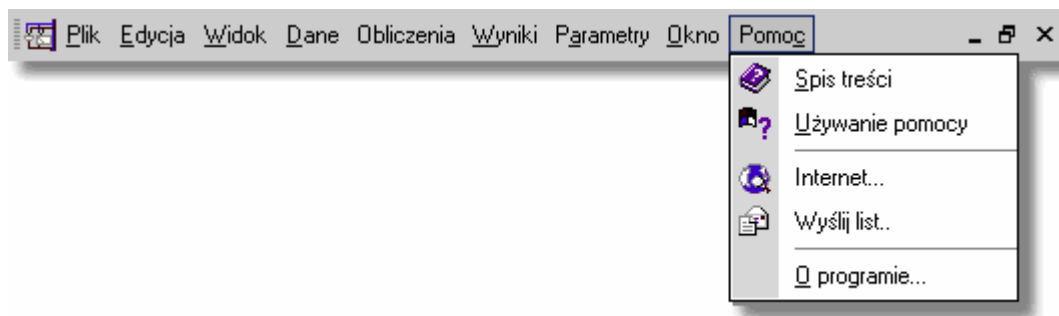 Plik Edycja Widok Dane Obliczenia Wyniki Parametry Okno Pomoc
Spis treści
Używanie pomocy
Internet...
Wyślij list..
O programie...